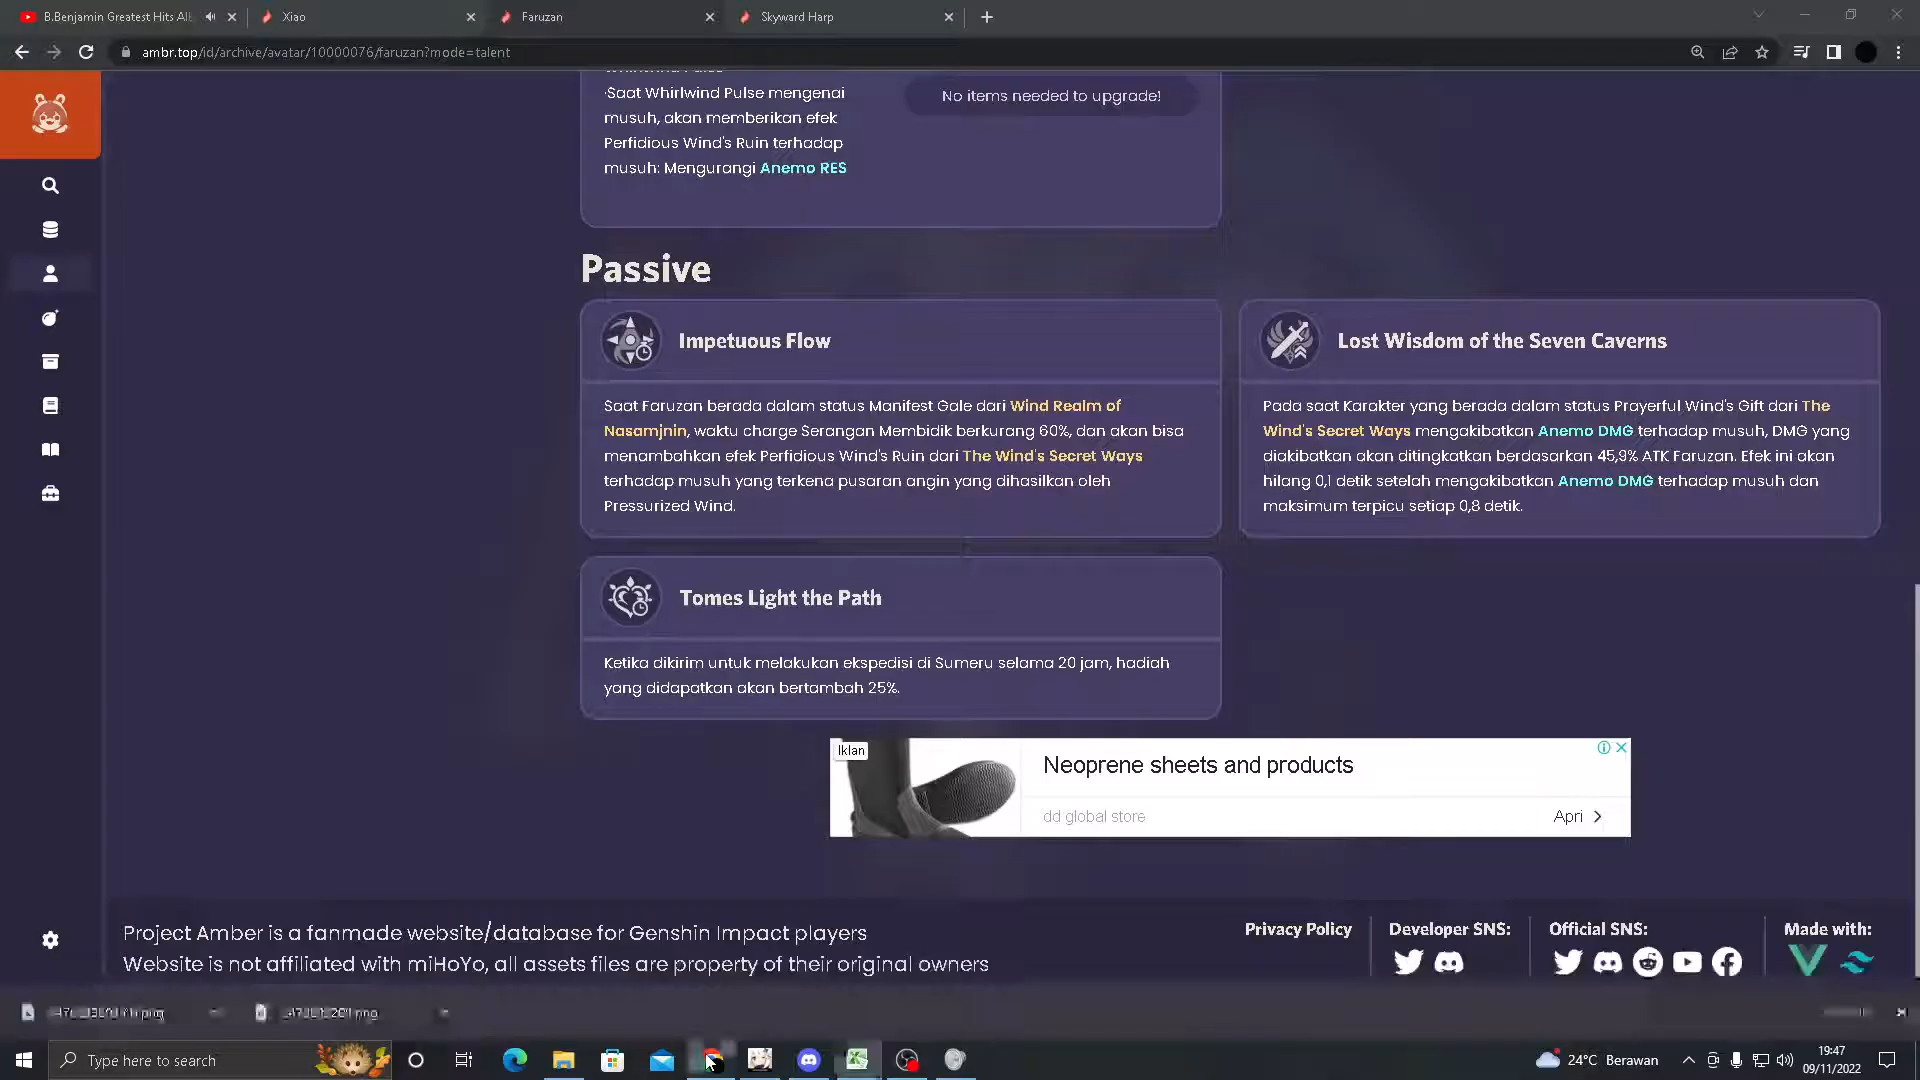 B.Benjamin Greatest Hits Alb
Xiao
Faruzan
Skyward Harp
ambr.top/id/archive/avatar/10000076/faruzan?mode=talent
·Saat Whirlwind Pulse mengenai
musuh, akan memberikan efek
Perfidious Wind's Ruin terhadap
musuh: Mengurangi Anemo RES
No items needed to upgrade!
Passive
Impetuous Flow
Saat Faruzan berada dalam status Manifest Gale dari Wind Realm of
Nasamjnin, waktu charge Serangan Membidik berkurang 60%, dan akan bisa
menambahkan efek Perfidious Wind's Ruin dari The Wind's Secret Ways
terhadap musuh yang terkena pusaran angin yang dihasilkan oleh
Pressurized Wind.
Lost Wisdom of the Seven Caverns
Pada saat Karakter yang berada dalam status Prayerful Wind's Gift dari The
Wind's Secret Ways mengakibatkan Anemo DMG terhadap musuh, DMG yang
diakibatkan akan ditingkatkan berdasarkan 45,9% ATK Faruzan. Efek ini akan
hilang 0,1 detik setelah mengakibatkan Anemo DMG terhadap musuh dan
maksimum terpicu setiap 0,8 detik.
Tomes Light the Path
Ketika dikirim untuk melakukan ekspedisi di Sumeru selama 20 jam, hadiah
yang didapatkan akan bertambah 25%.
Iklan
Neoprene sheets and products
dd global store
Apri
Project Amber is a fanmade website/database for Genshin Impact players
Website is not affiliated with miHoYo, all assets files are property of their original owners
Privacy Policy
Developer SNS:
Official SNS:
Made with:
Type here to search
24°C Berawan
19:47
09/11/2022